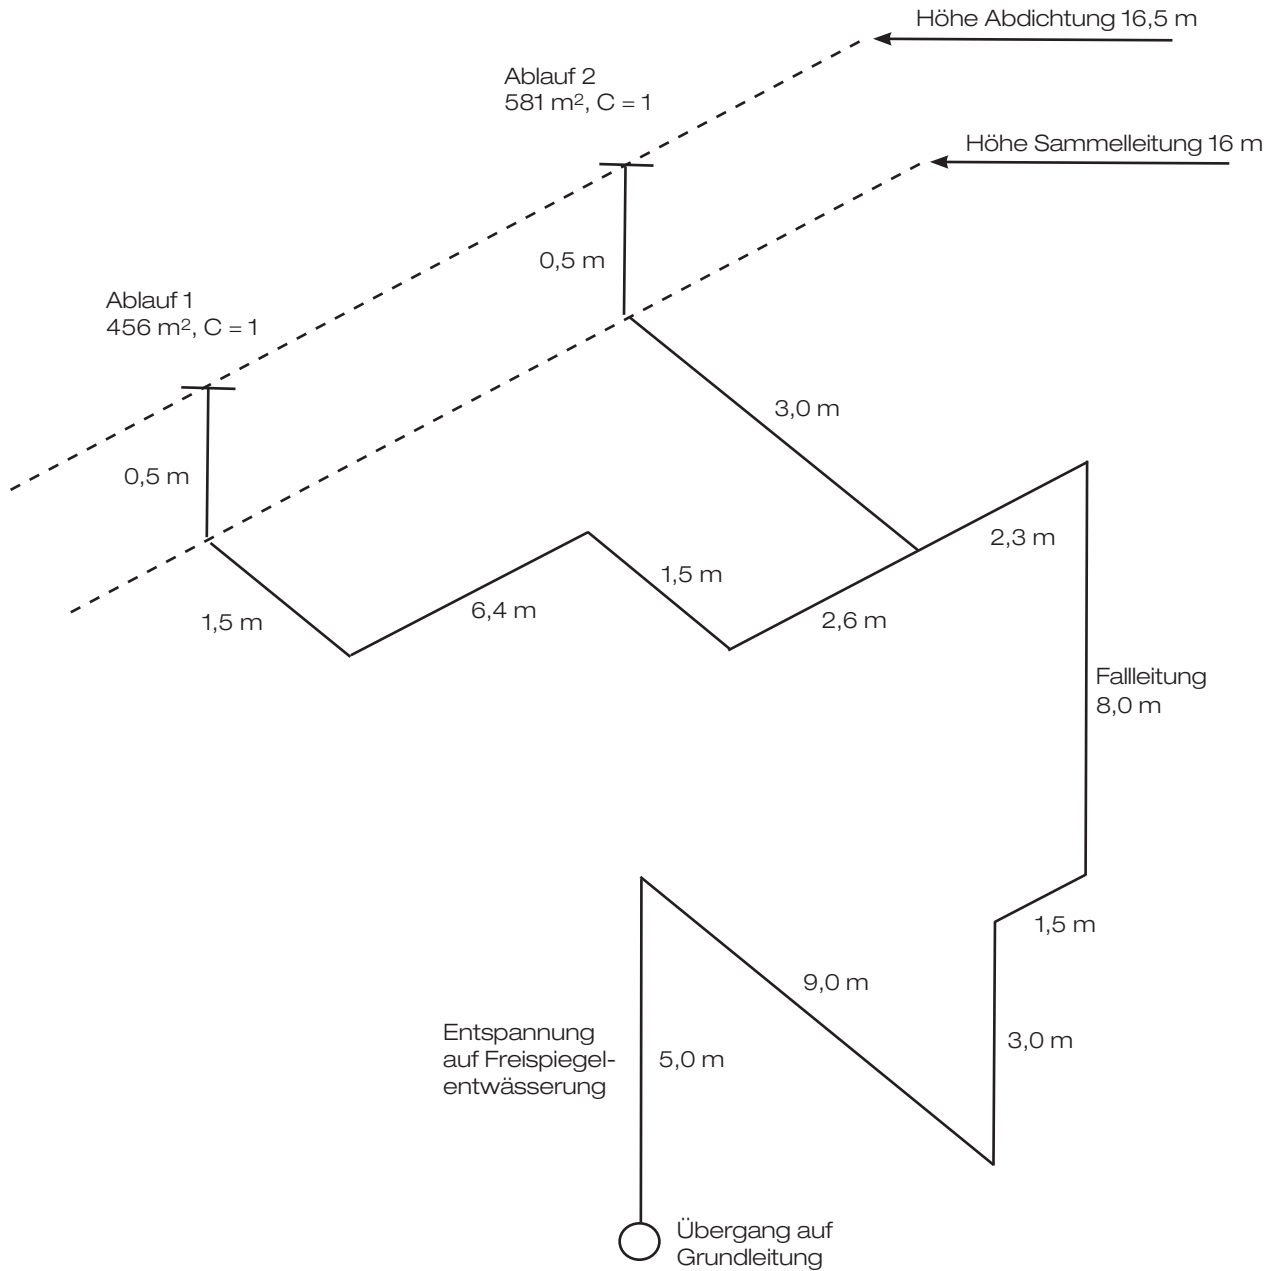 Höhe Abdichtung 16,5 m
Ablauf 2
581 m², C = 1
Höhe Sammelleitung 16 m
0,5 m
Ablauf 1
456 m², C = 1
3,0 m
0,5 m
2,3 m
1,5 m
6,4 m
1,5 m
2,6 m
Fallleitung
8,0 m
1,5 m
9,0 m
Entspannung
auf Freispiegel-
entwässerung
5,0 m
3,0 m
Übergang auf
Grundleitung